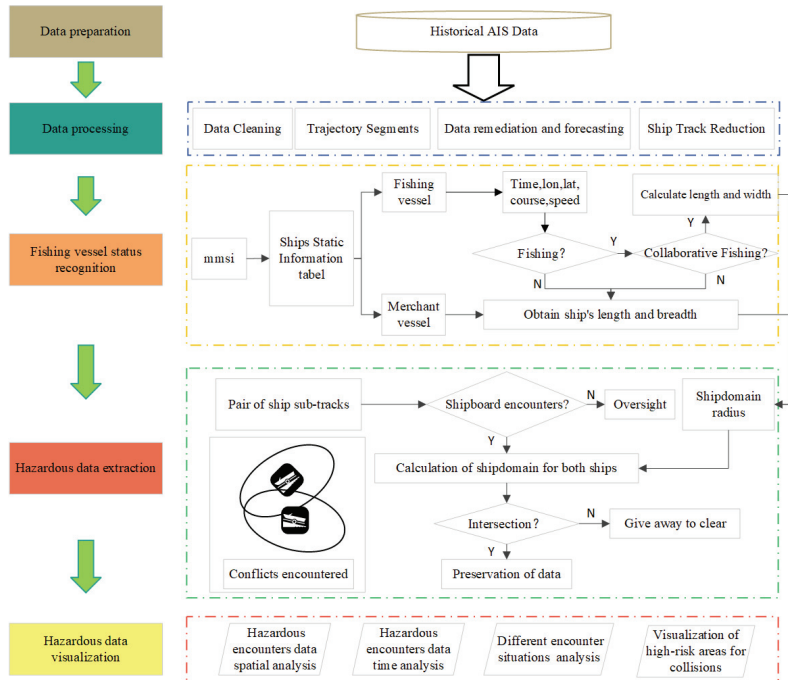 Data preparation
Historical AIS Data
Data processing
Data Cleaning
Trajectory Segments
Data remediation and forecasting
Ship Track Reduction
Fishing vessel status
recognition
mmsi
Ships Static
Information
tabel
Fishing
vessel
Time,lon,lat,
course,speed
Calculate length and width
Fishing?
Y
Collaborative Fishing?
Y
N
N
Merchant
vessel
Obtain ship's length and breadth
Hazardous data extraction
Pair of ship sub-tracks
Shipboard encounters?
N
Oversight
Shipdomain
radius
Y
Calculation of shipdomain for both ships
Intersection?
N
Give away to clear
Y
Preservation of data
Conflicts encountered
Hazardous data
visualization
Hazardous
encounters data
spatial analysis
Hazardous
encounters data
time analysis
Different encounter
situations analysis
Visualization of
high-risk areas for
collisions